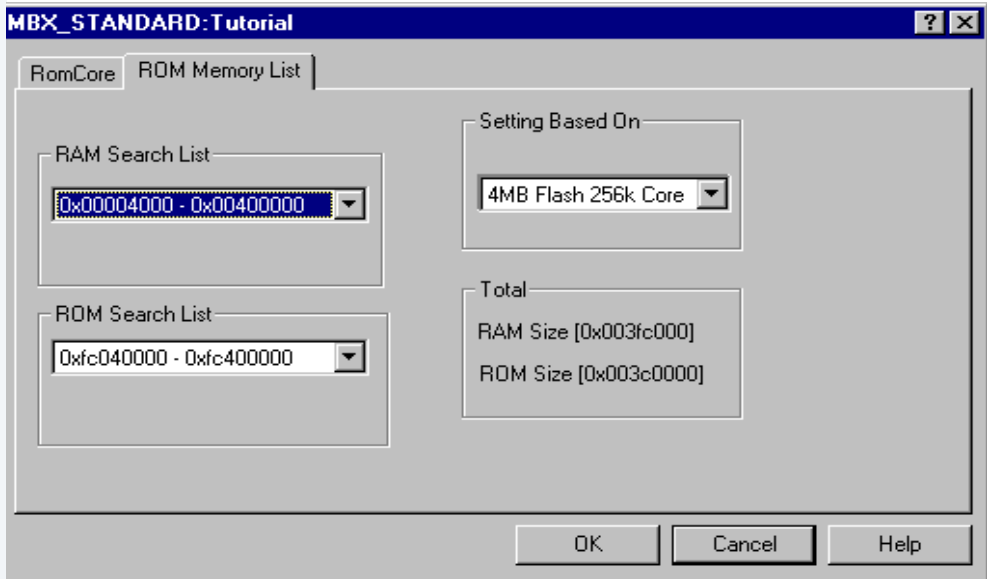 MBX_STANDARD:Tutorial
RomCore
ROM Memory List
RAM Search List
0x00004000 - 0x00400000
ROM Search List
0xfc040000 - 0xfc400000
Setting Based On
4MB Flash 256k Core
Total
RAM Size [0x003fc000]
ROM Size [0x003c0000]
OK
Cancel
Help